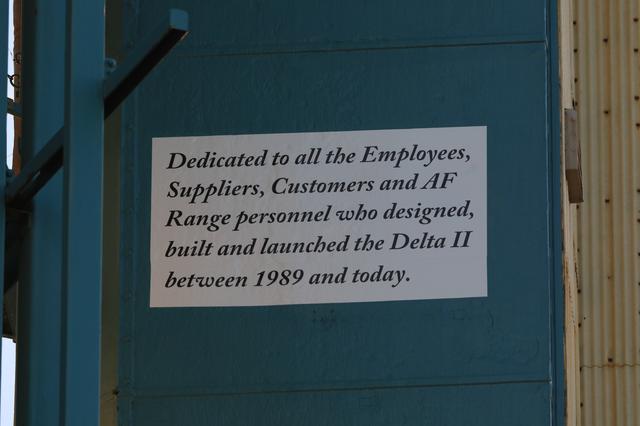 Dedicated to all the Employees,
Suppliers, Customers and AF
Range personnel who designed,
built and launched the Delta II
between 1989 and today.